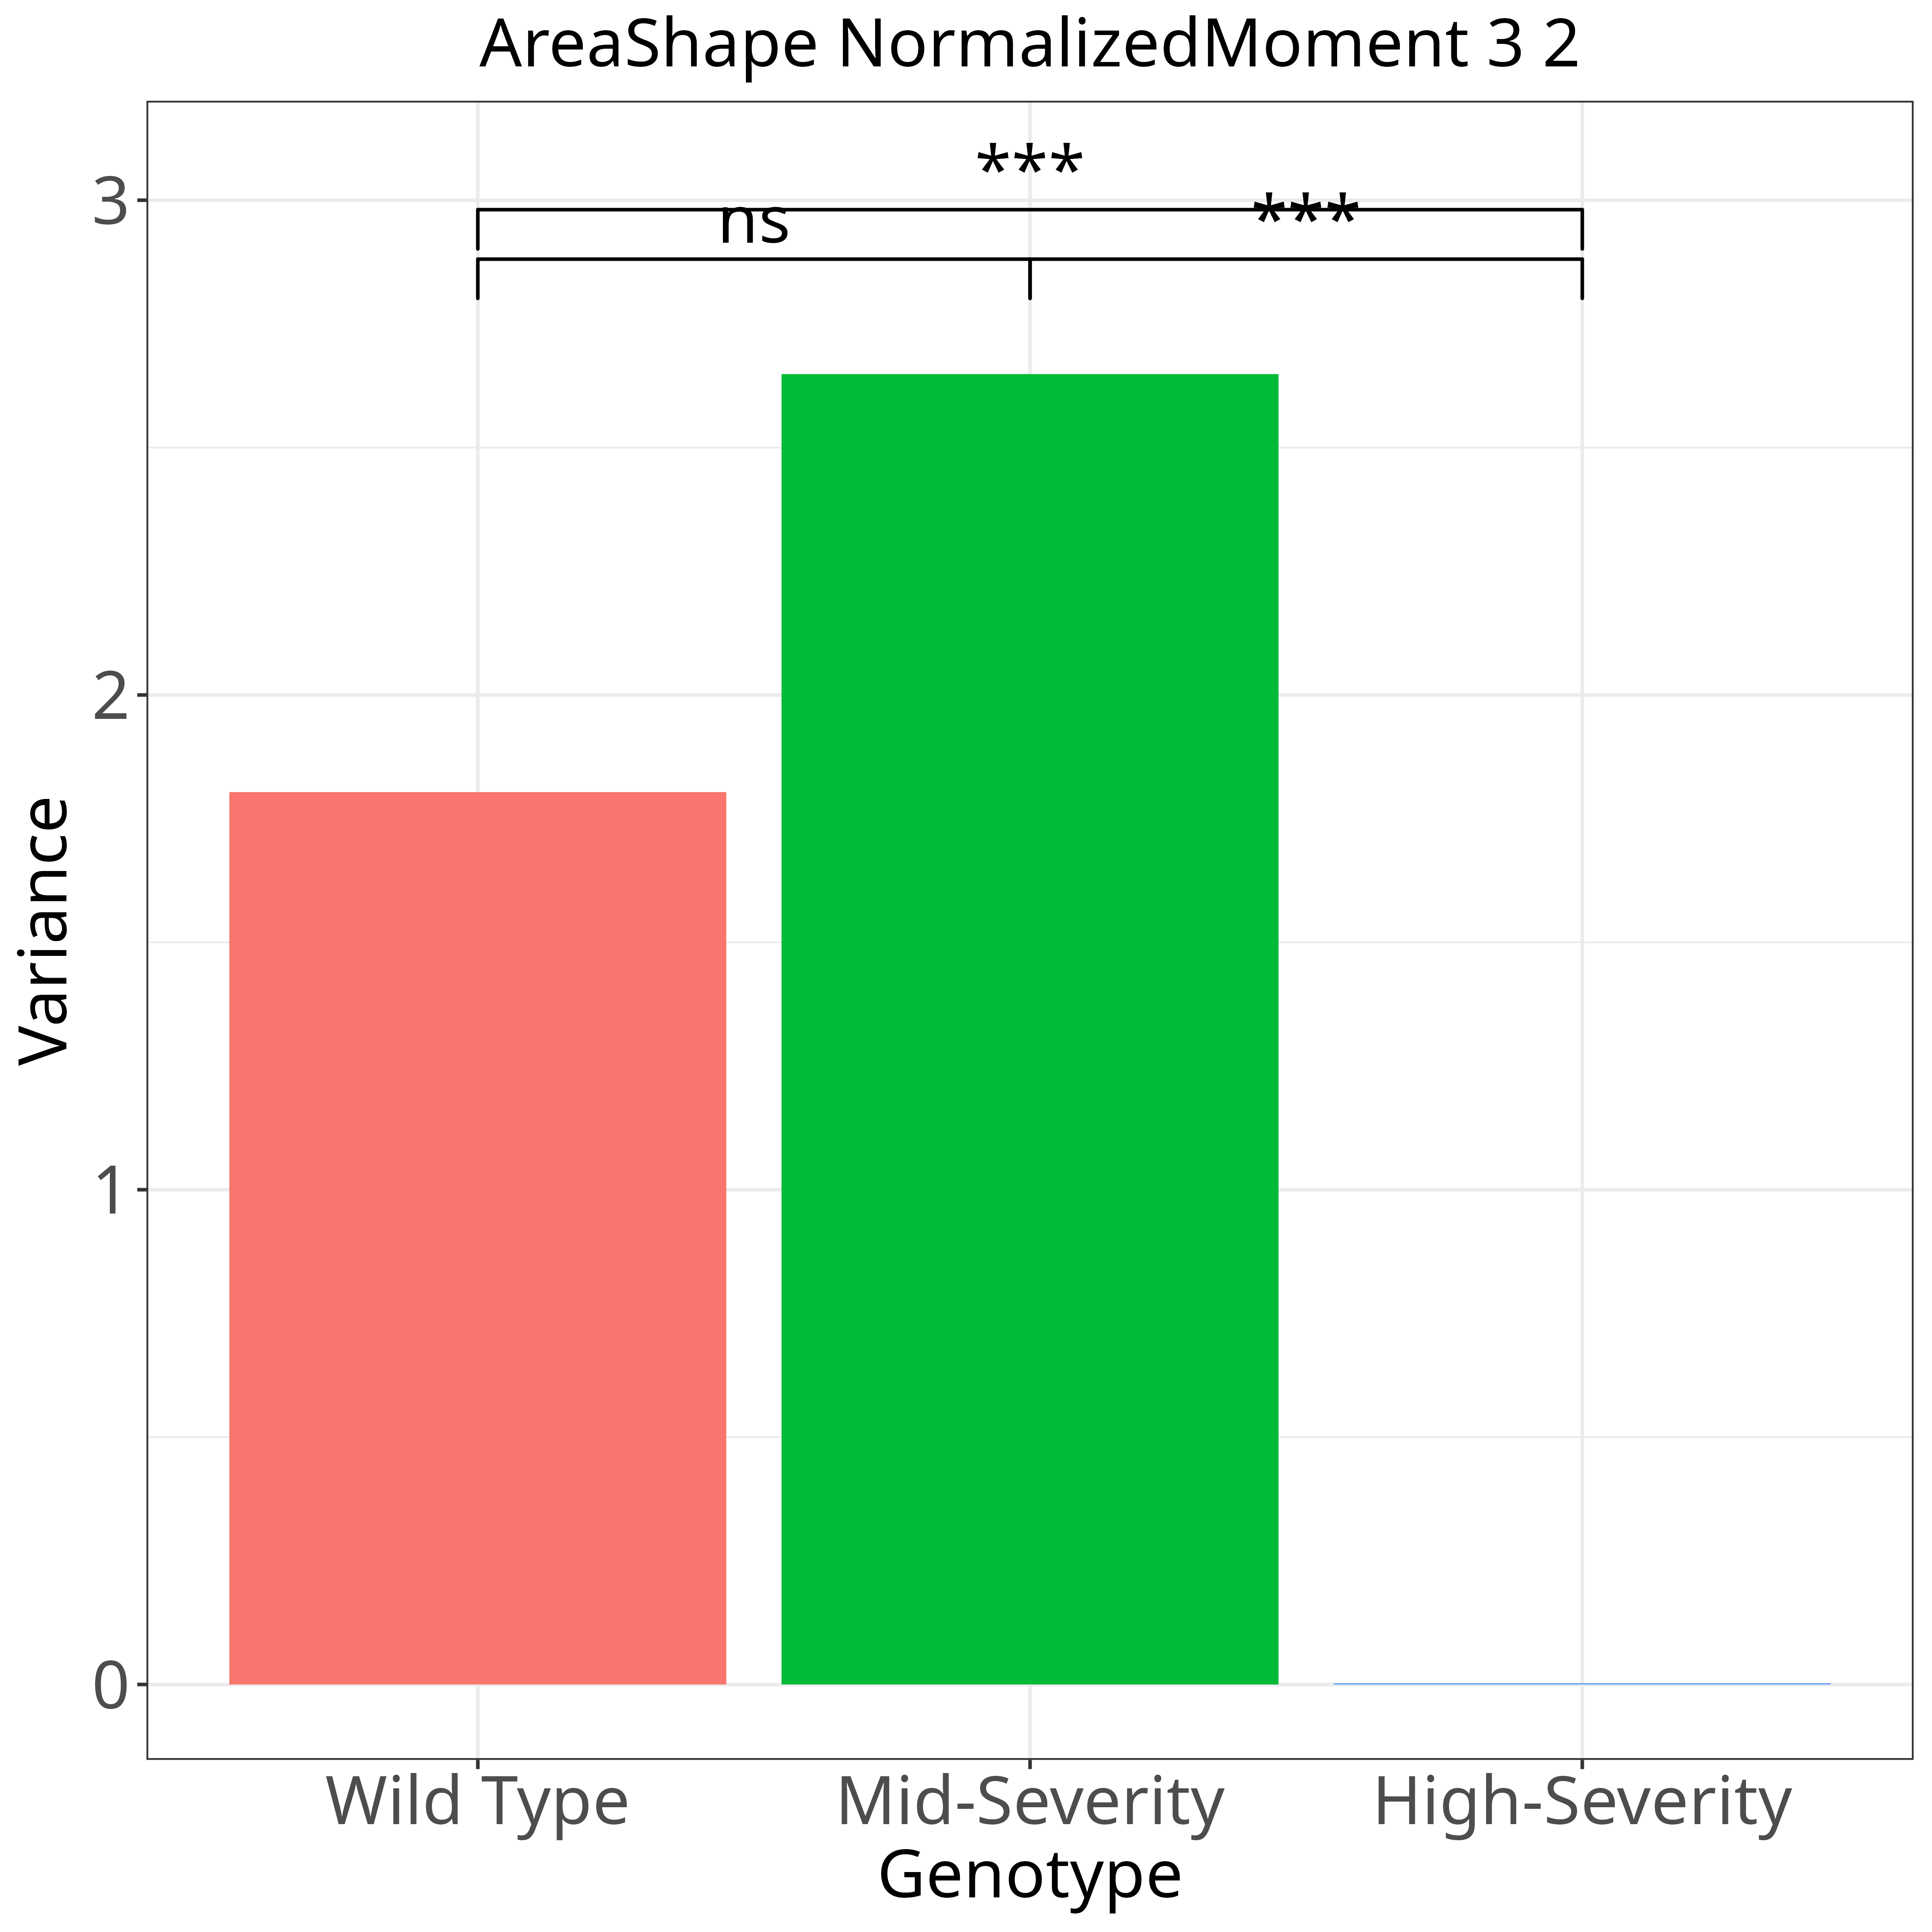 AreaShape NormalizedMoment 3 2
***
ns ***
3
2
1
0
Variance
Wild Type Mid-Severity High-Severity
Genotype